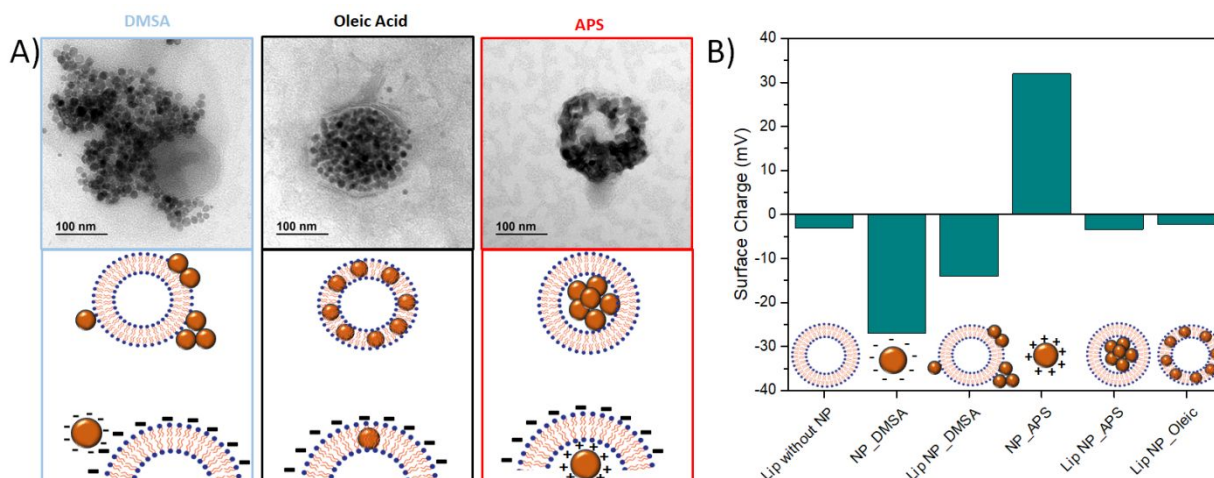 A)
DMSA
Oleic Acid
APS
100 nm
100 nm
100 nm
B)
Surface Charge (mV)
40
30
20
10
0
-10
-20
-30
-40
Lip without NP
NP_DMSA
Lip NP_DMSA
NP_APS
Lip NP_APS
Lip NP_Oleic